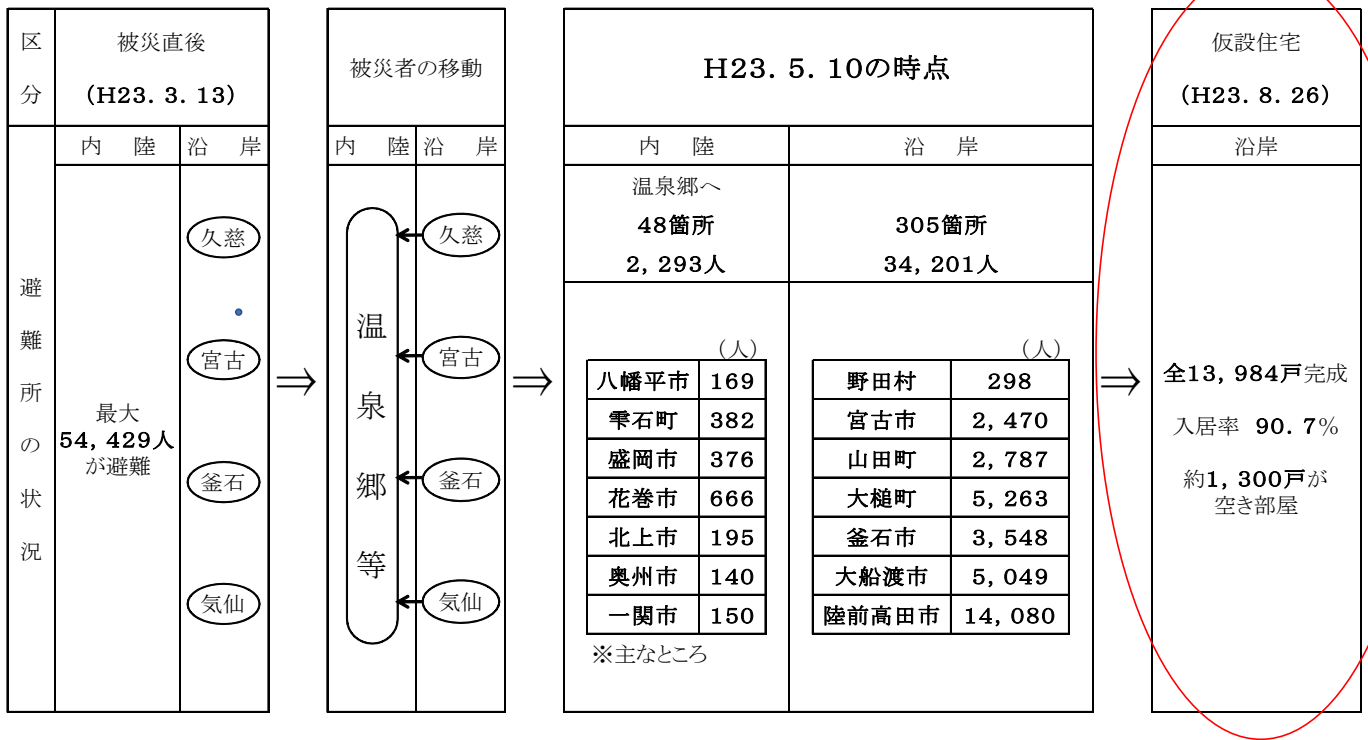 区分
被災直後
(H23. 3. 13)
被災者の移動
H23. 5. 10の時点
仮設住宅
(H23. 8. 26)
内 陸
沿 岸
内 陸
沿 岸
内 陸
沿 岸
沿岸
避難所の状況
最大
54, 429人
が避難
久慈
宮古
釜石
気仙
⇒
温泉郷等
久慈
宮古
釜石
気仙
⇒
温泉郷へ
48箇所
2, 293人
305箇所
34, 201人
(人)
八幡平市 169
雫石町 382
盛岡市 376
花巻市 666
北上市 195
奥州市 140
一関市 150
※主なところ
(人)
野田村 298
宮古市 2, 470
山田町 2, 787
大槌町 5, 263
釜石市 3, 548
大船渡市 5, 049
陸前高田市 14, 080
⇒
全13, 984戸完成
入居率 90. 7%
約1, 300戸が
空き部屋